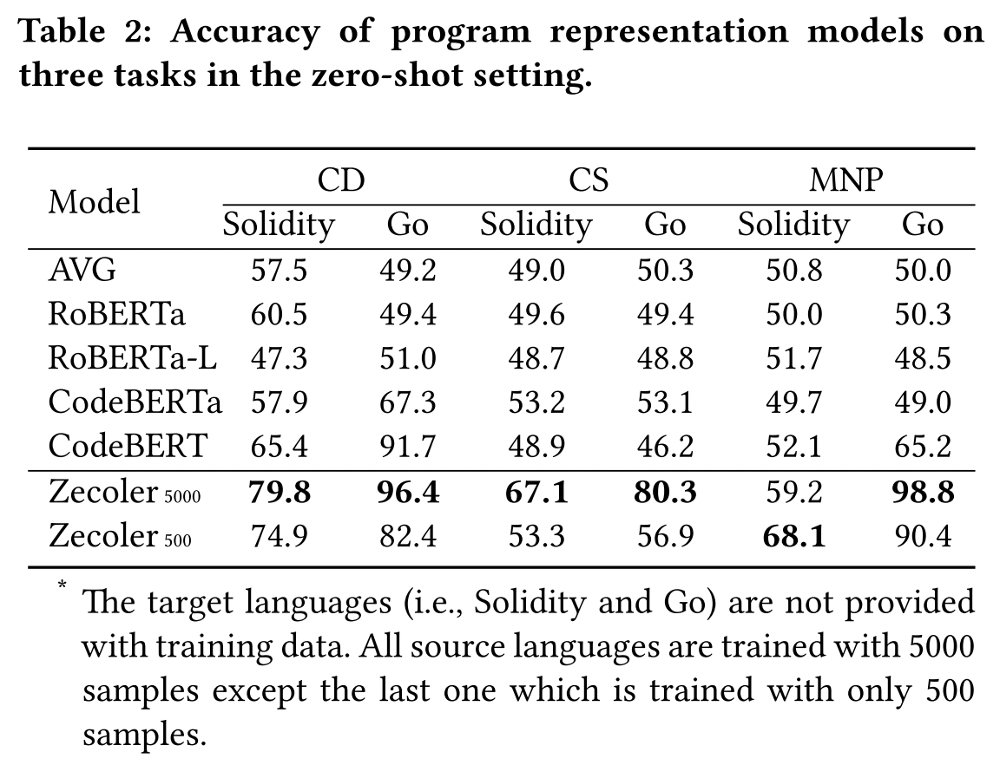 Table 2: Accuracy of program representation models on
three tasks in the zero-shot setting.
Model CD CS MNP
Solidity Go Solidity Go Solidity Go
AVG 57.5 49.2 49.0 50.3 50.8 50.0
RoBERTa 60.5 49.4 49.6 49.4 50.0 50.3
RoBERTa-L 47.3 51.0 48.7 48.8 51.7 48.5
CodeBERTa 57.9 67.3 53.2 53.1 49.7 49.0
CodeBERT 65.4 91.7 48.9 46.2 52.1 65.2
Zecoler 5000 79.8 96.4 67.1 80.3 59.2 98.8
Zecoler 500 74.9 82.4 53.3 56.9 68.1 90.4
* The target languages (i.e., Solidity and Go) are not provided
with training data. All source languages are trained with 5000
samples except the last one which is trained with only 500
samples.